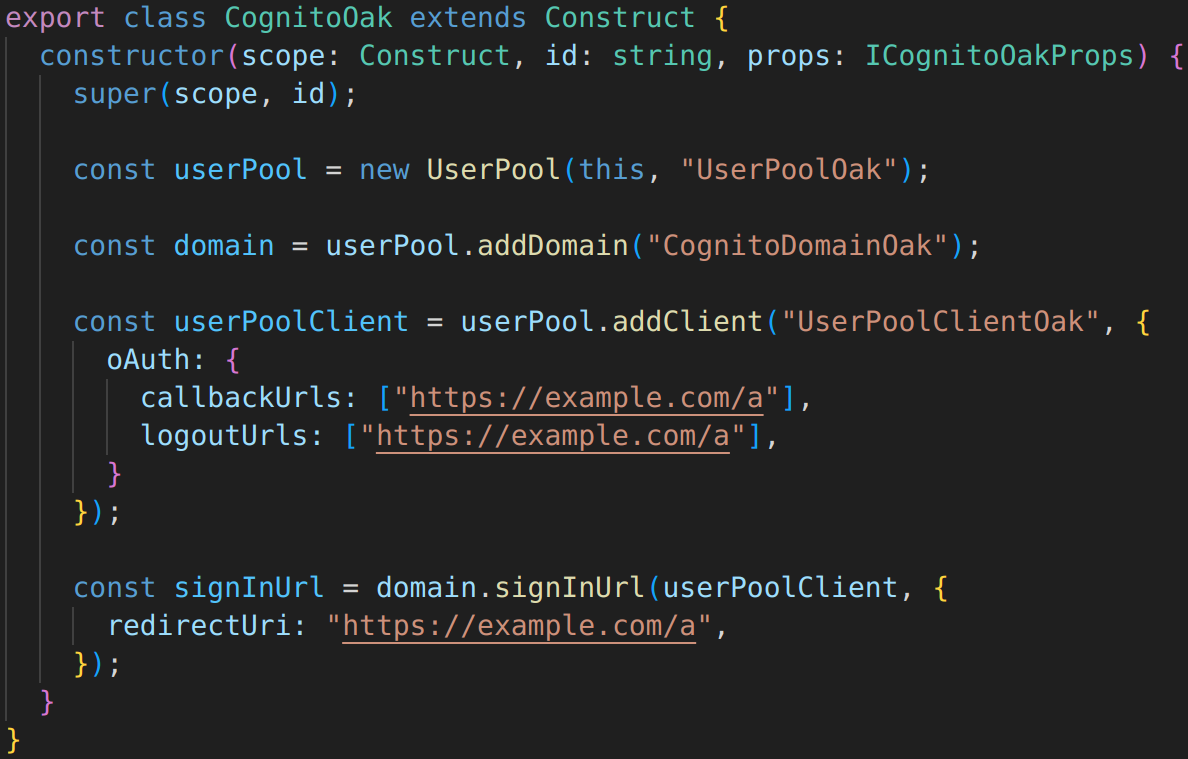 export class CognitoOak extends Construct {
  constructor(scope: Construct, id: string, props: ICognitoOakProps) {
    super(scope, id);

    const userPool = new UserPool(this, "UserPoolOak");

    const domain = userPool.addDomain("CognitoDomainOak");

    const userPoolClient = userPool.addClient("UserPoolClientOak", {
      oAuth: {
        callbackUrls: ["https://example.com/a"],
        logoutUrls: ["https://example.com/a"],
      }
    });

    const signInUrl = domain.signInUrl(userPoolClient, {
      redirectUri: "https://example.com/a",
    });
  }
}